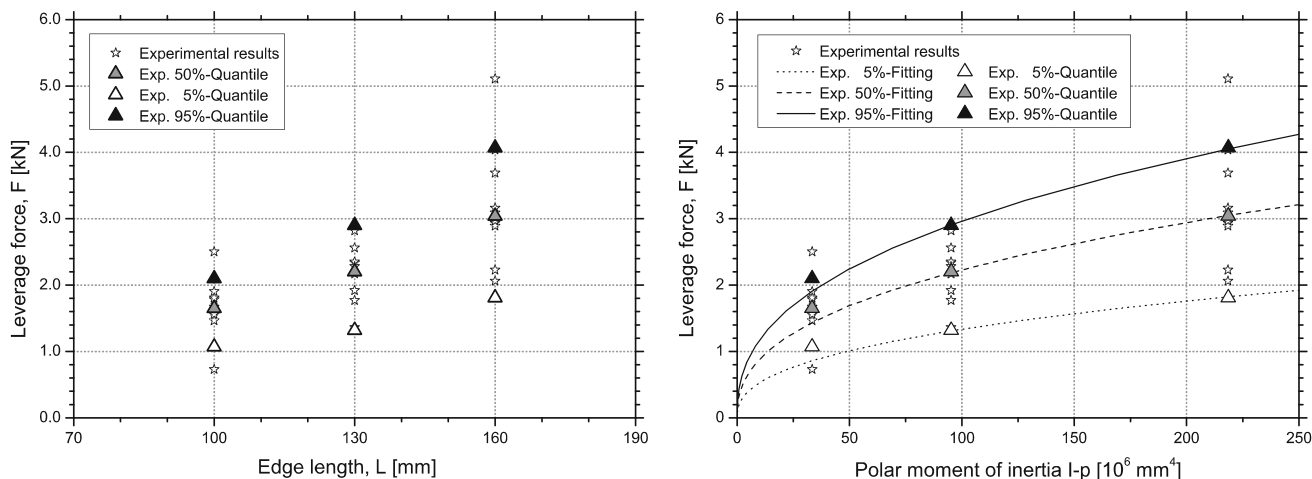 6.0
5.0
4.0
3.0
2.0
1.0
0.0
Leverage force, F [kN]
Experimental results
Exp. 50%-Quantile
Exp. 5%-Quantile
Exp. 95%-Quantile
70
100
130
160
190
Edge length, L [mm]
6
5
4
3
2
1
0
Leverage force, F [kN]
Experimental results
Exp. 5%-Fitting Exp. 5%-Quantile
Exp. 50%-Fitting Exp. 50%-Quantile
Exp. 95%-Fitting Exp. 95%-Quantile
0
50
100
150
200
250
Polar moment of inertia I-p [10⁶ mm⁴]